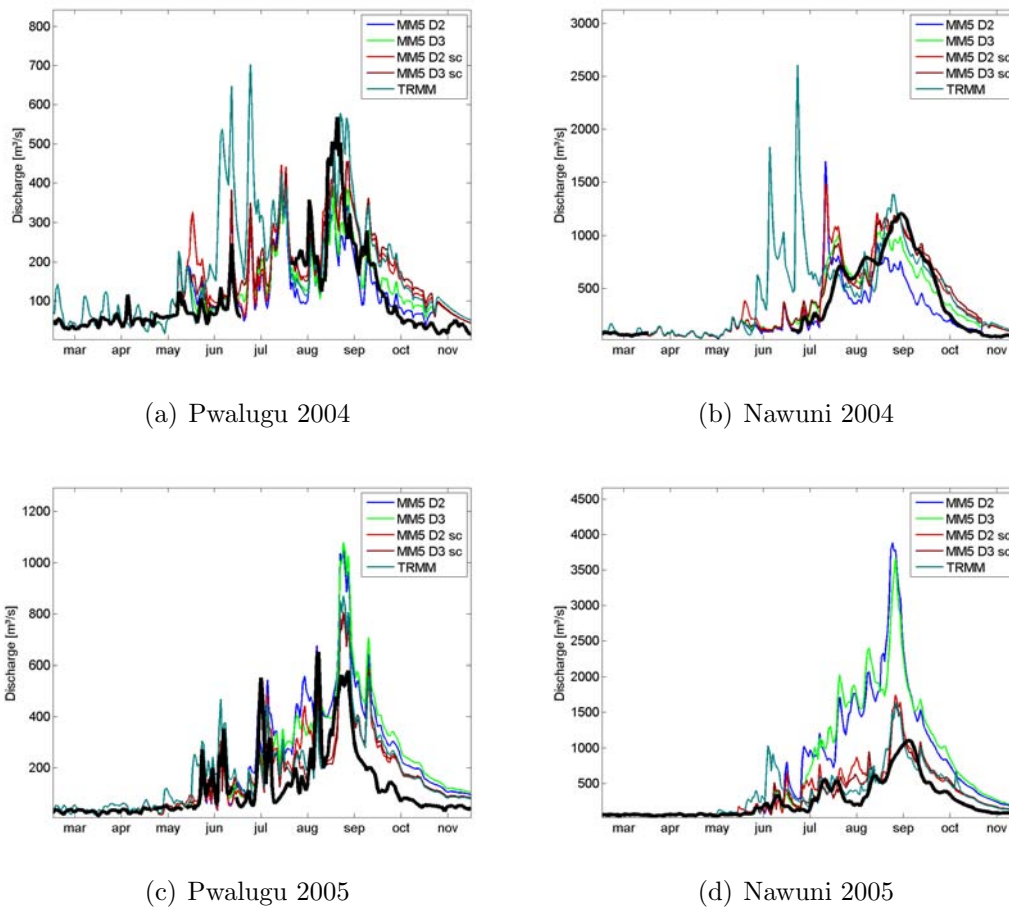 800
700
600
500
400
300
200
100
Discharge [m³/s]
mar apr may jun jul aug sep oct nov
MM5 D2
MM5 D3
MM5 D2 sc
MM5 D3 sc
TRMM
(a) Pwalugu 2004
3000
2500
2000
1500
1000
500
Discharge [m³/s]
mar apr may jun jul aug sep oct nov
MM5 D2
MM5 D3
MM5 D2 sc
MM5 D3 sc
TRMM
(b) Nawuni 2004
1200
1000
800
600
400
200
Discharge [m³/s]
mar apr may jun jul aug sep oct nov
MM5 D2
MM5 D3
MM5 D2 sc
MM5 D3 sc
TRMM
(c) Pwalugu 2005
4500
4000
3500
3000
2500
2000
1500
1000
500
Discharge [m³/s]
mar apr may jun jul aug sep oct nov
MM5 D2
MM5 D3
MM5 D2 sc
MM5 D3 sc
TRMM
(d) Nawuni 2005